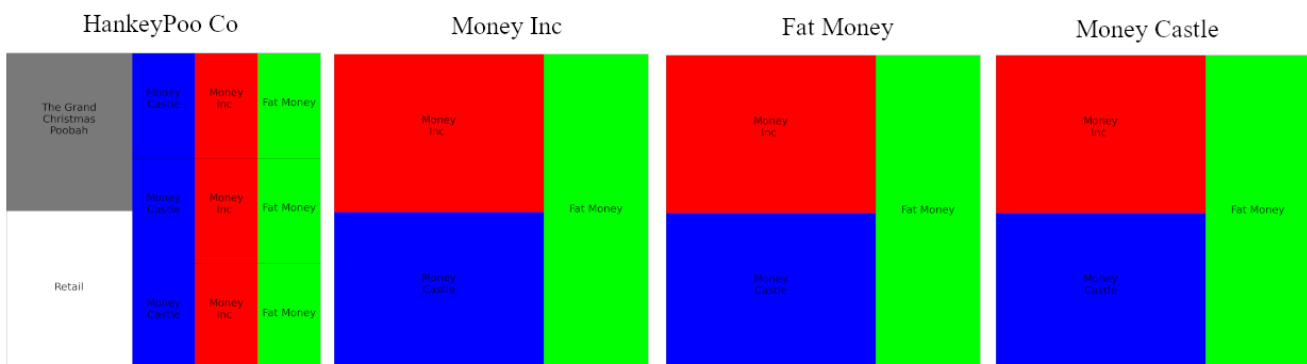 HankeyPoo Co
Money Inc
Fat Money
Money Castle
The Grand
Christmas
Poobah
Retail
Money
Castle
Money
Inc
Fat Money
Money
Castle
Money
Inc
Fat Money
Money
Castle
Money
Inc
Fat Money
Money
Inc
Money
Castle
Fat Money
Money
Inc
Money
Castle
Fat Money
Money
Inc
Money
Castle
Fat Money